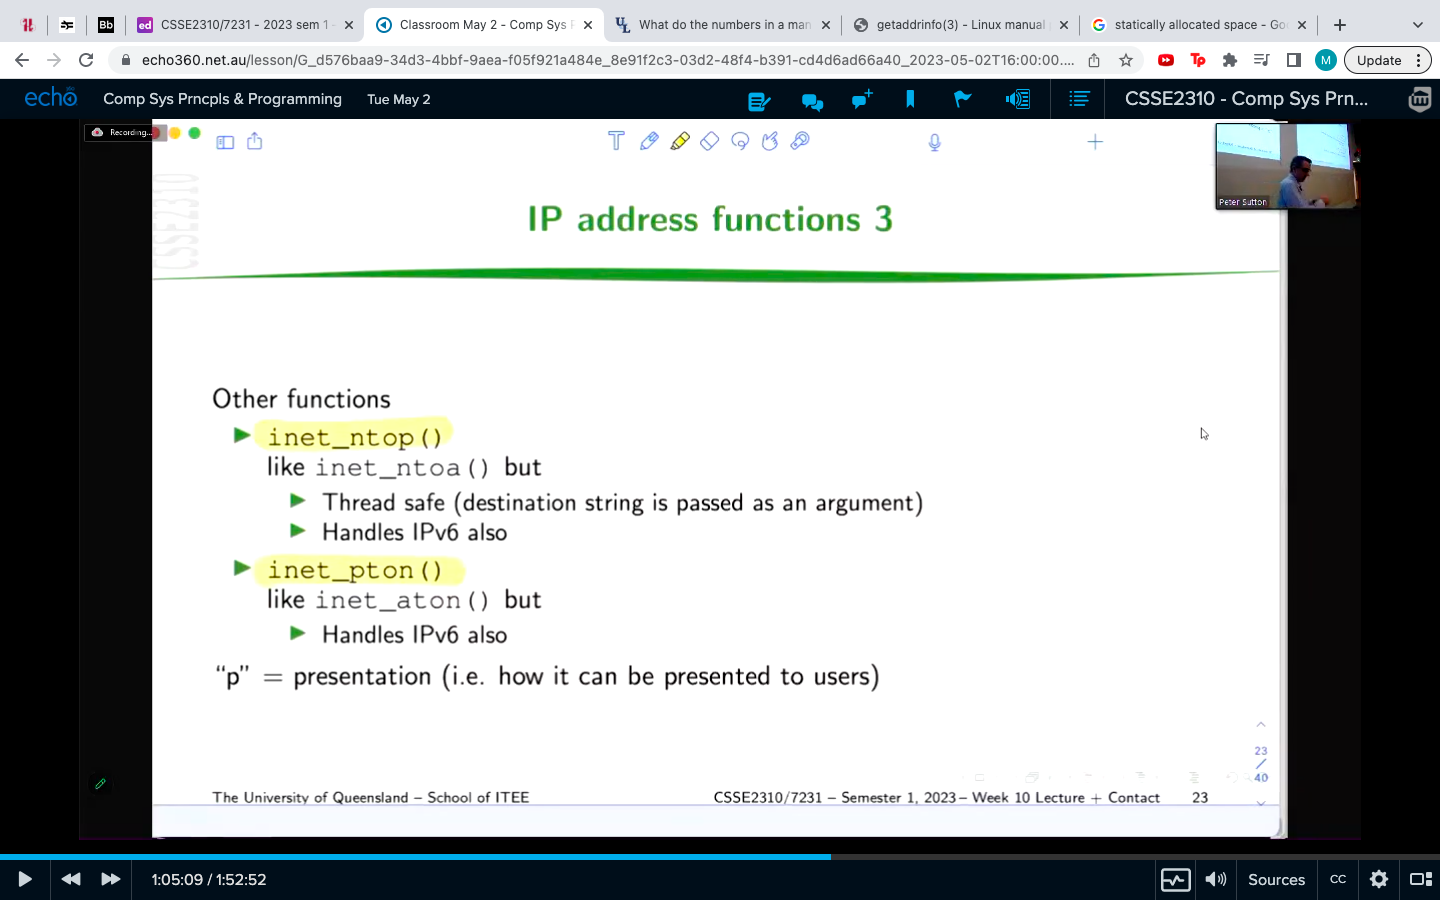 CSSE2310/7231 - 2023 sem 1
Classroom May 2 - Comp Sys P
What do the numbers in a man
getaddrinfo(3) - Linux manual
statically allocated space - Goo
Bb
ed
echo360.net.au/lesson/G_d576baa9-34d3-4bbf-9aea-f05f921a484e_8e91f2c3-03d2-48f4-b391-cd4d6ad66a40_2023-05-02T16:00:00....
Tp
M
Update
echo
Comp Sys Prncpls & Programming
Tue May 2
CSSE2310 - Comp Sys Prn...
Recording...
Peter Sutton
CSSE2310
IP address functions 3
Other functions
inet_ntop()
like inet_ntoa() but
Thread safe (destination string is passed as an argument)
Handles IPv6 also
inet_pton()
like inet_aton() but
Handles IPv6 also
“p” = presentation (i.e. how it can be presented to users)
23
/
40
The University of Queensland – School of ITEE
CSSE2310/7231 – Semester 1, 2023 – Week 10 Lecture + Contact
23
1:05:09 / 1:52:52
Sources
CC